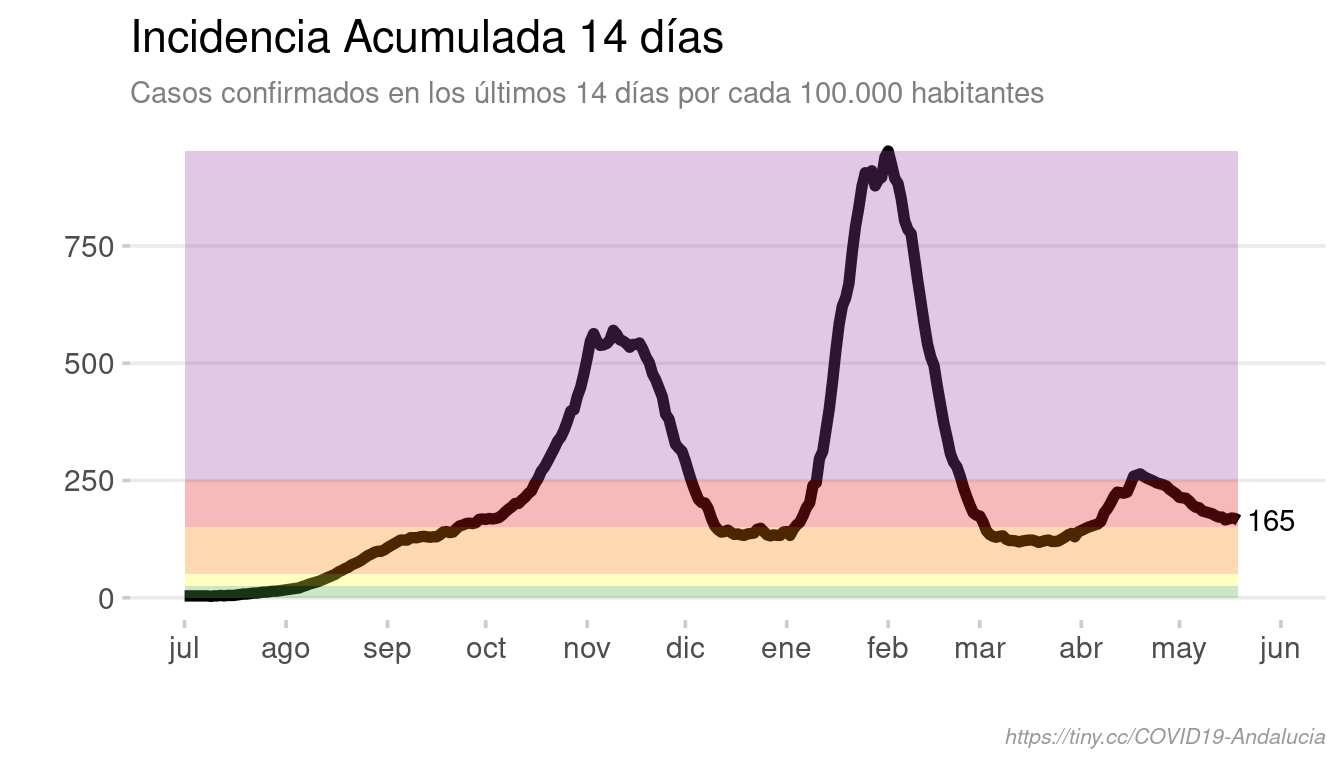 Incidencia Acumulada 14 días
Casos confirmados en los últimos 14 días por cada 100.000 habitantes
750
500
250
0
165
jul ago sep oct nov dic ene feb mar abr may jun
https://tiny.cc/COVID19-Andalucia